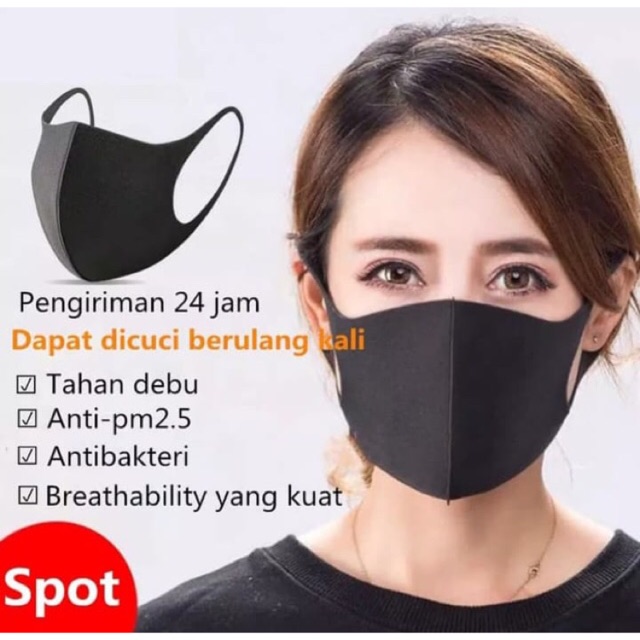 Pengiriman 24 jam
Dapat dicuci berulang kali
☑ Tahan debu
☑ Anti-pm2.5
☑ Antibakteri
☑ Breathability yang kuat
Spot